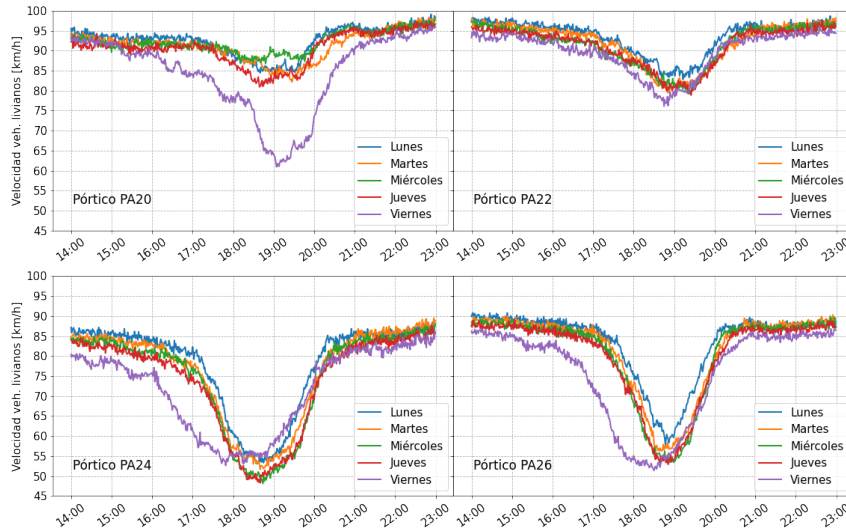 Velocidad veh. livianos [km/h]
100
95
90
85
80
75
70
65
60
55
50
45
Pórtico PA20
Lunes
Martes
Miércoles
Jueves
Viernes
14:00
15:00
16:00
17:00
18:00
19:00
20:00
21:00
22:00
23:00
Pórtico PA22
Lunes
Martes
Miércoles
Jueves
Viernes
14:00
15:00
16:00
17:00
18:00
19:00
20:00
21:00
22:00
23:00
Velocidad veh. livianos [km/h]
100
95
90
85
80
75
70
65
60
55
50
45
Pórtico PA24
Lunes
Martes
Miércoles
Jueves
Viernes
14:00
15:00
16:00
17:00
18:00
19:00
20:00
21:00
22:00
23:00
Pórtico PA26
Lunes
Martes
Miércoles
Jueves
Viernes
14:00
15:00
16:00
17:00
18:00
19:00
20:00
21:00
22:00
23:00